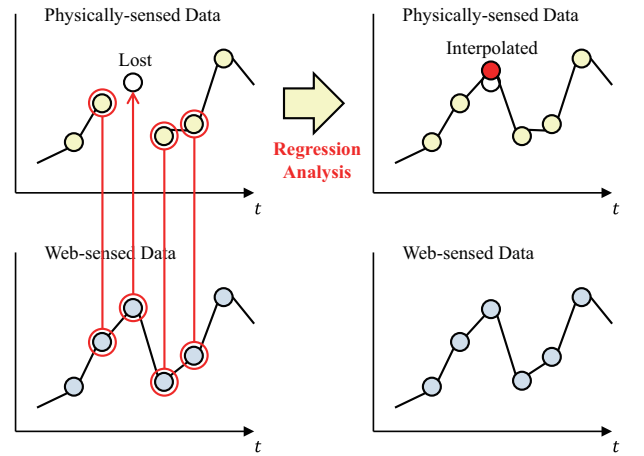 Physically-sensed Data
Lost
t
Regression
Analysis
Physically-sensed Data
Interpolated
t
Web-sensed Data
t
Web-sensed Data
t